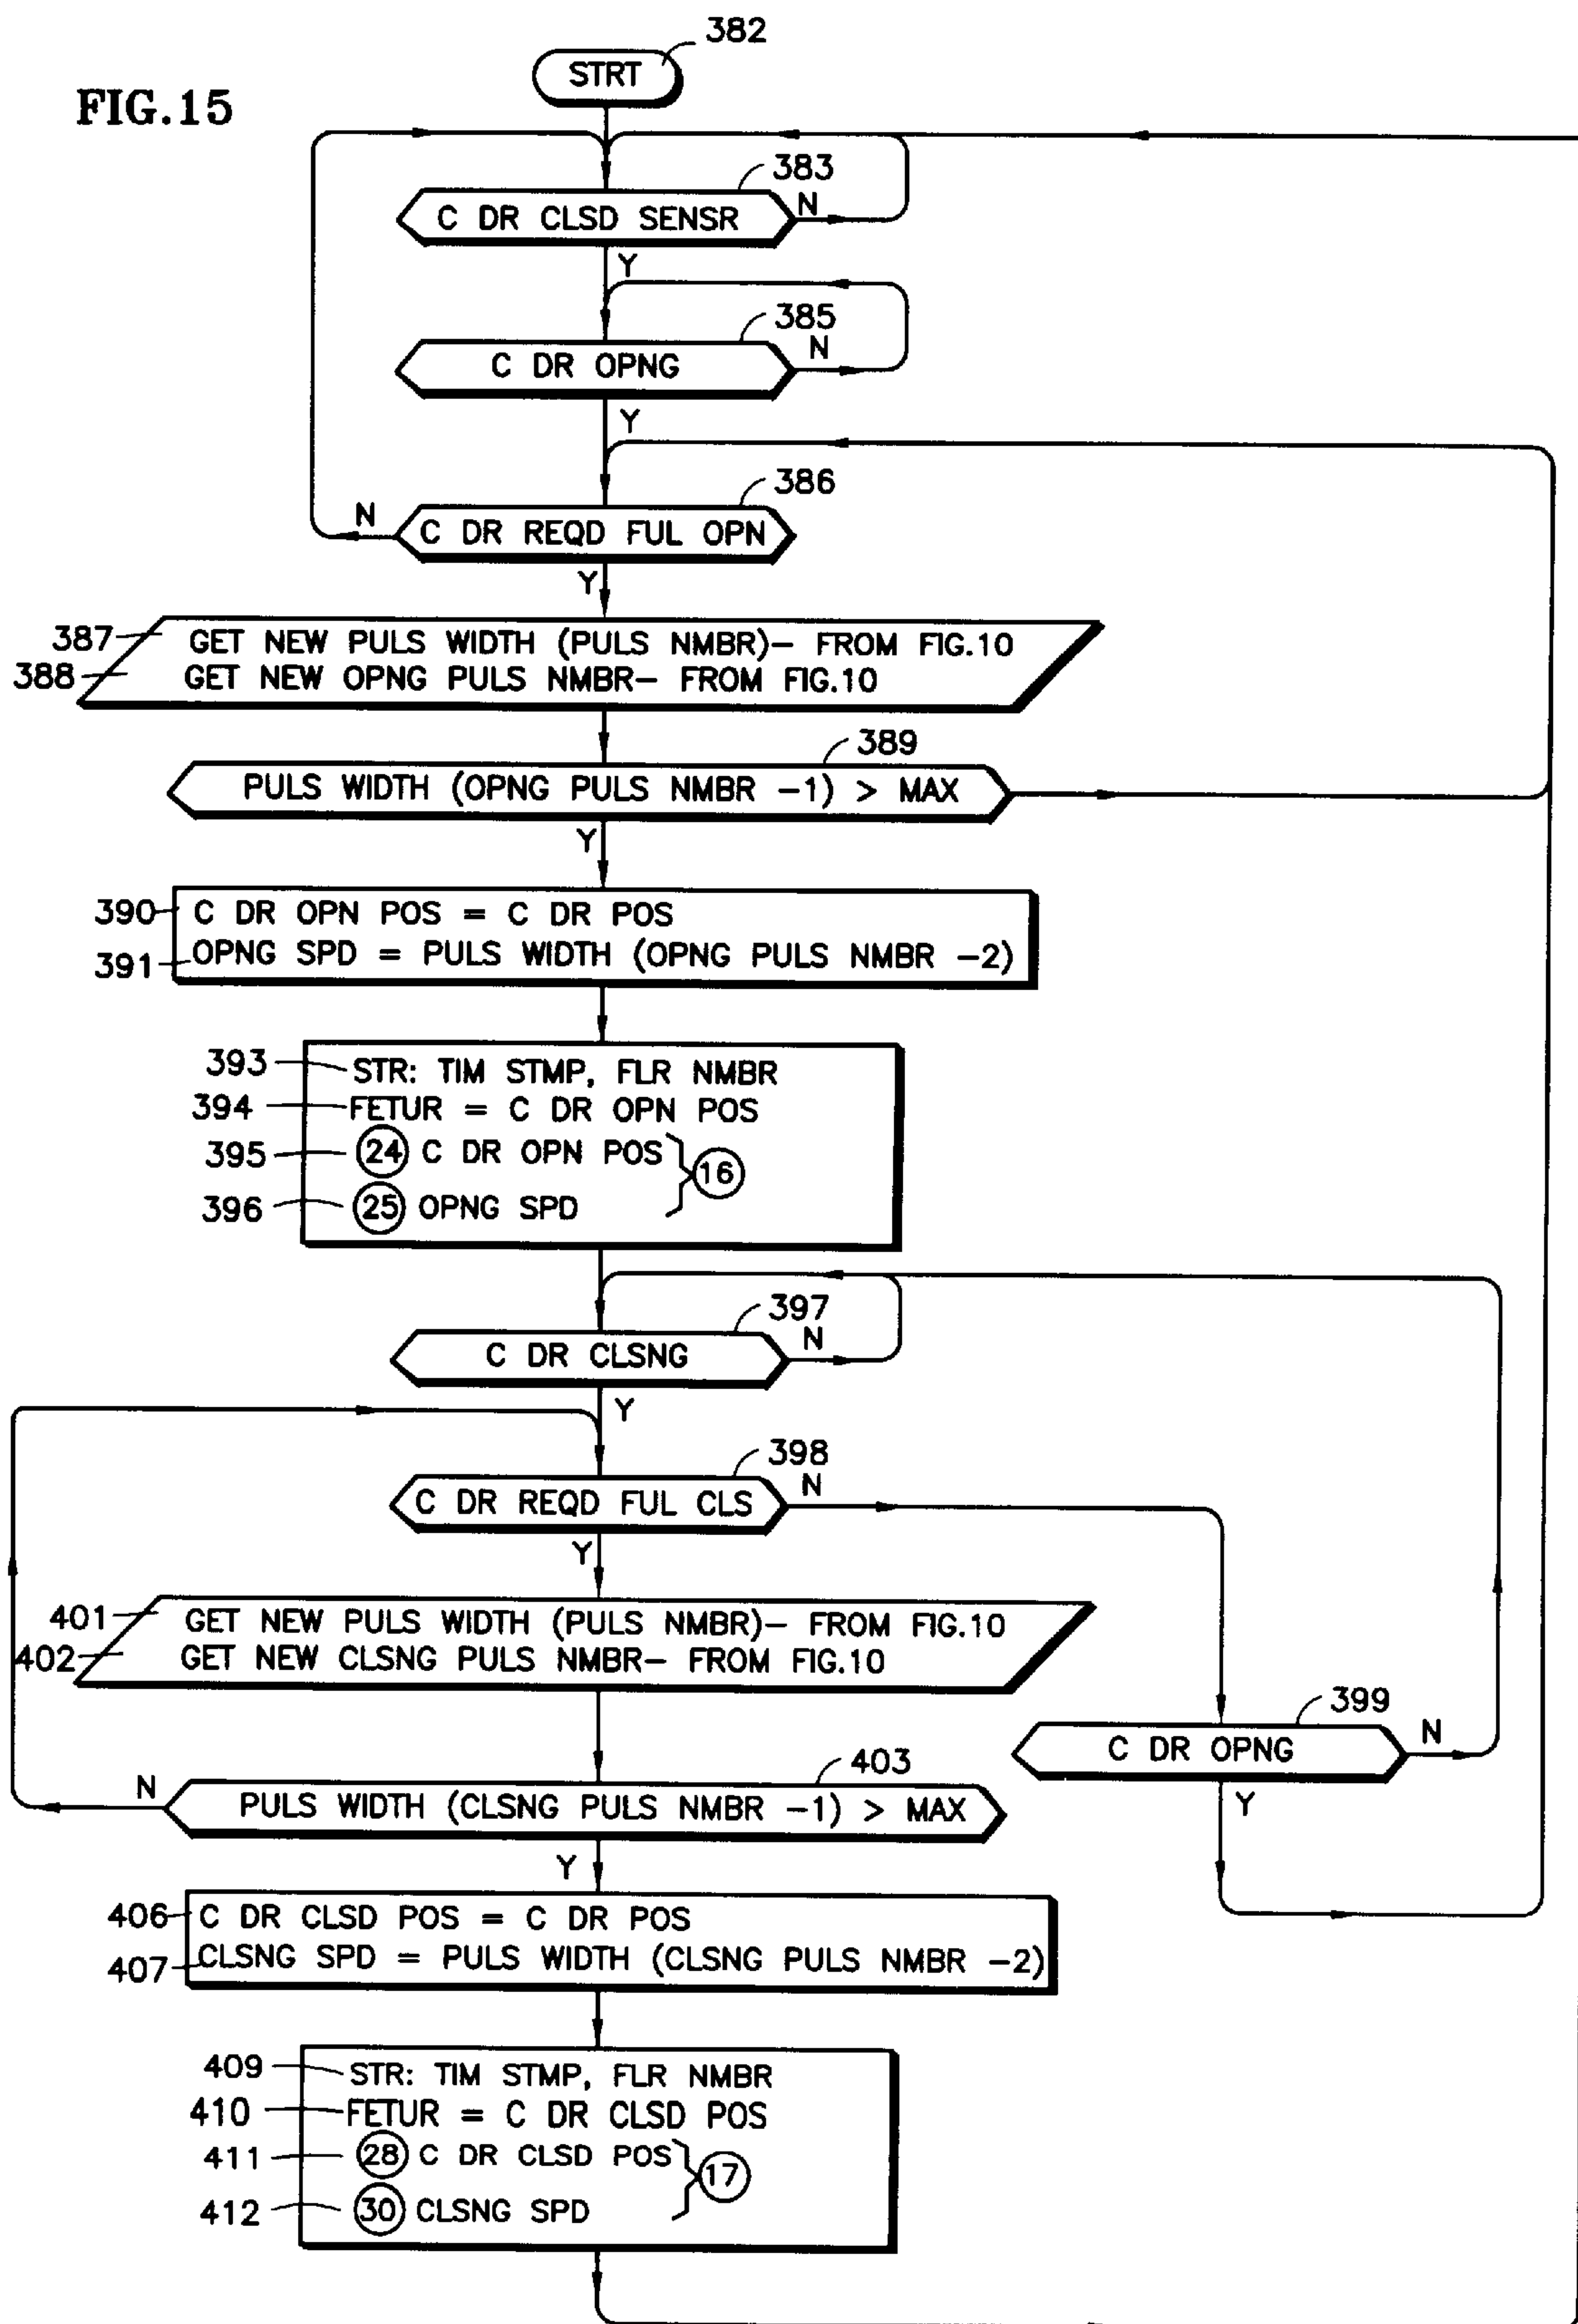 382
STRT
FIG.15
383
C DR CLSD SENSR
N
Y
385
C DR OPNG
N
Y
386
N
C DR REQD FUL OPN
Y
387 GET NEW PULS WIDTH (PULS NMBR)- FROM FIG.10
388 GET NEW OPNG PULS NMBR- FROM FIG.10
389
PULS WIDTH (OPNG PULS NMBR -1) > MAX
Y
390 C DR OPN POS = C DR POS
391 OPNG SPD = PULS WIDTH (OPNG PULS NMBR -2)
393 STR: TIM STMP, FLR NMBR
394 FETUR = C DR OPN POS
395 24 C DR OPN POS
16
396 25 OPNG SPD
397
C DR CLSNG
N
Y
398
C DR REQD FUL CLS
N
Y
401 GET NEW PULS WIDTH (PULS NMBR)- FROM FIG.10
402 GET NEW CLSNG PULS NMBR- FROM FIG.10
399
C DR OPNG
N
Y
403
N
PULS WIDTH (CLSNG PULS NMBR -1) > MAX
Y
406 C DR CLSD POS = C DR POS
407 CLSNG SPD = PULS WIDTH (CLSNG PULS NMBR -2)
409 STR: TIM STMP, FLR NMBR
410 FETUR = C DR CLSD POS
411 28 C DR CLSD POS
17
412 30 CLSNG SPD